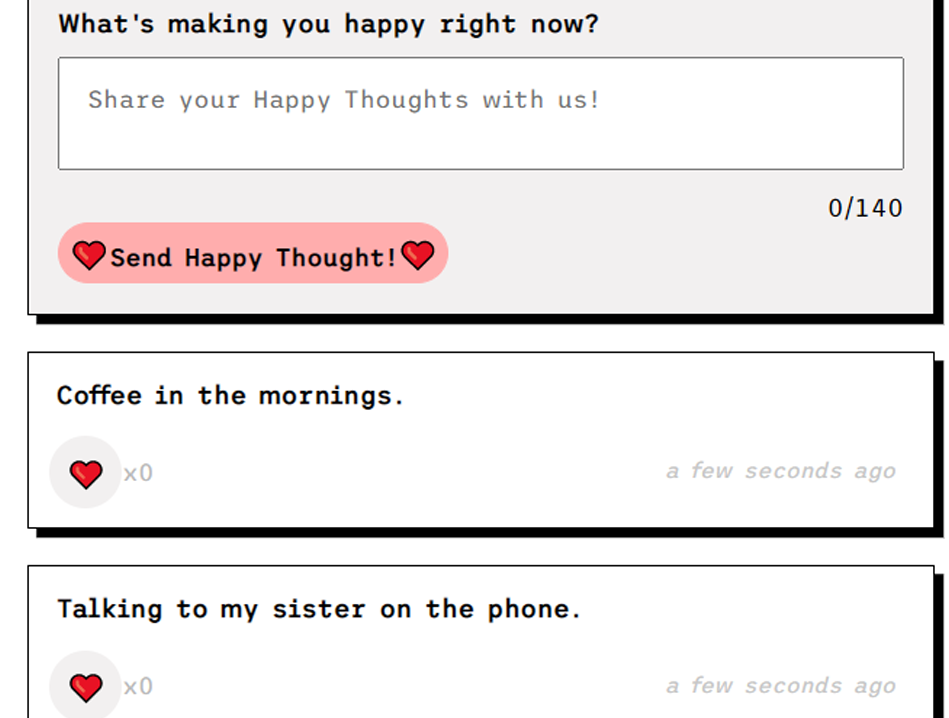 What's making you happy right now?
Share your Happy Thoughts with us!
0/140
Send Happy Thought!
Coffee in the mornings.
x0
a few seconds ago
Talking to my sister on the phone.
x0
a few seconds ago